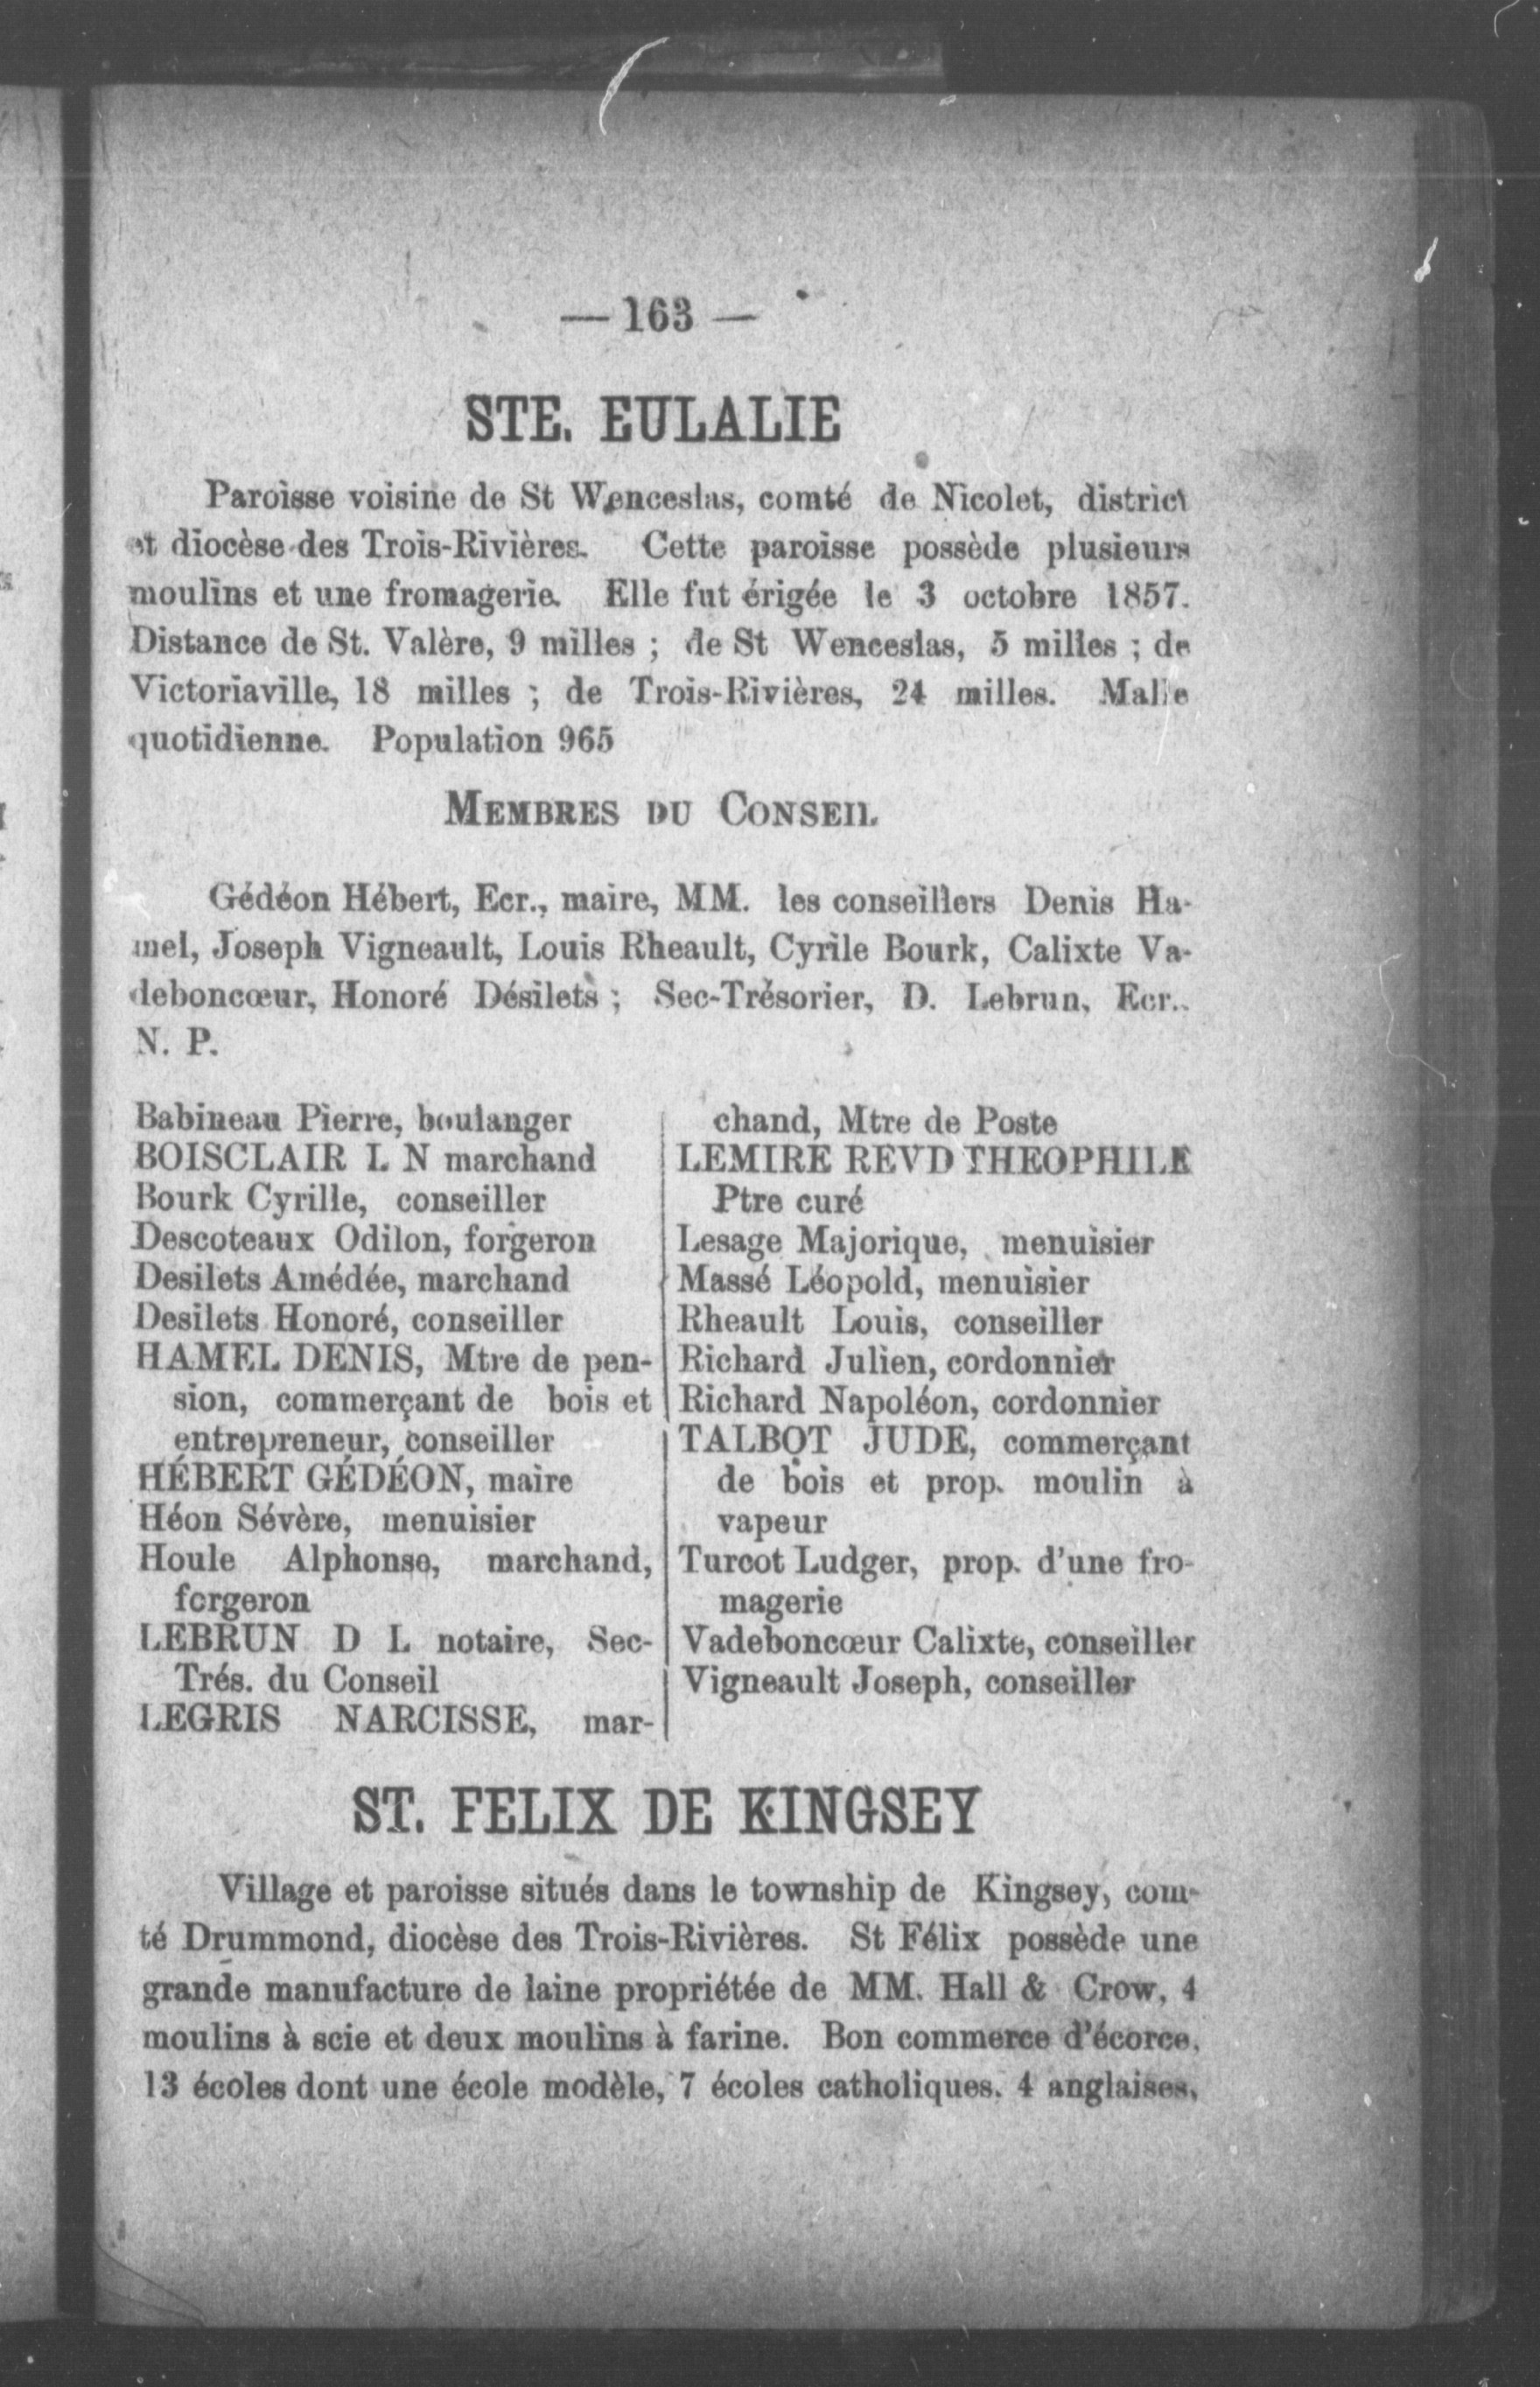 — 163 —
STE. EULALIE
Paroisse voisine de St Wenceslas, comté de Nicolet, district
et diocèse des Trois-Rivières. Cette paroisse possède plusieurs
moulins et une fromagerie. Elle fut érigée le 3 octobre 1857.
Distance de St. Valère, 9 milles ; de St Wenceslas, 5 milles ; de
Victoriaville, 18 milles ; de Trois-Rivières, 24 milles. Malle
quotidienne. Population 965
MEMBRES DU CONSEIL
Gédéon Hébert, Ecr., maire, MM. les conseillers Denis Ha-
mel, Joseph Vigneault, Louis Rheault, Cyrile Bourk, Calixte Va-
deboncœur, Honoré Désilets ; Sec-Trésorier, D. Lebrun, Ecr.,
N. P.
Babineau Pierre, boulanger
BOISCLAIR L N marchand
Bourk Cyrille, conseiller
Descoteaux Odilon, forgeron
Desilets Amédée, marchand
Desilets Honoré, conseiller
HAMEL DENIS, Mtre de pen-
sion, commerçant de bois et
entrepreneur, conseiller
HÉBERT GÉDÉON, maire
Héon Sévère, menuisier
Houle Alphonse, marchand,
forgeron
LEBRUN D L notaire, Sec-
Trés. du Conseil
LEGRIS NARCISSE, mar-
chand, Mtre de Poste
LEMIRE REVD THEOPHILE
Ptre curé
Lesage Majorique, menuisier
Massé Léopold, menuisier
Rheault Louis, conseiller
Richard Julien, cordonnier
Richard Napoléon, cordonnier
TALBOT JUDE, commerçant
de bois et prop. moulin à
vapeur
Turcot Ludger, prop. d'une fro-
magerie
Vadeboncœur Calixte, conseiller
Vigneault Joseph, conseiller
ST. FELIX DE KINGSEY
Village et paroisse situés dans le township de Kingsey, com-
té Drummond, diocèse des Trois-Rivières. St Félix possède une
grande manufacture de laine propriétée de MM. Hall & Crow, 4
moulins à scie et deux moulins à farine. Bon commerce d'écorce,
13 écoles dont une école modèle, 7 écoles catholiques. 4 anglaises,